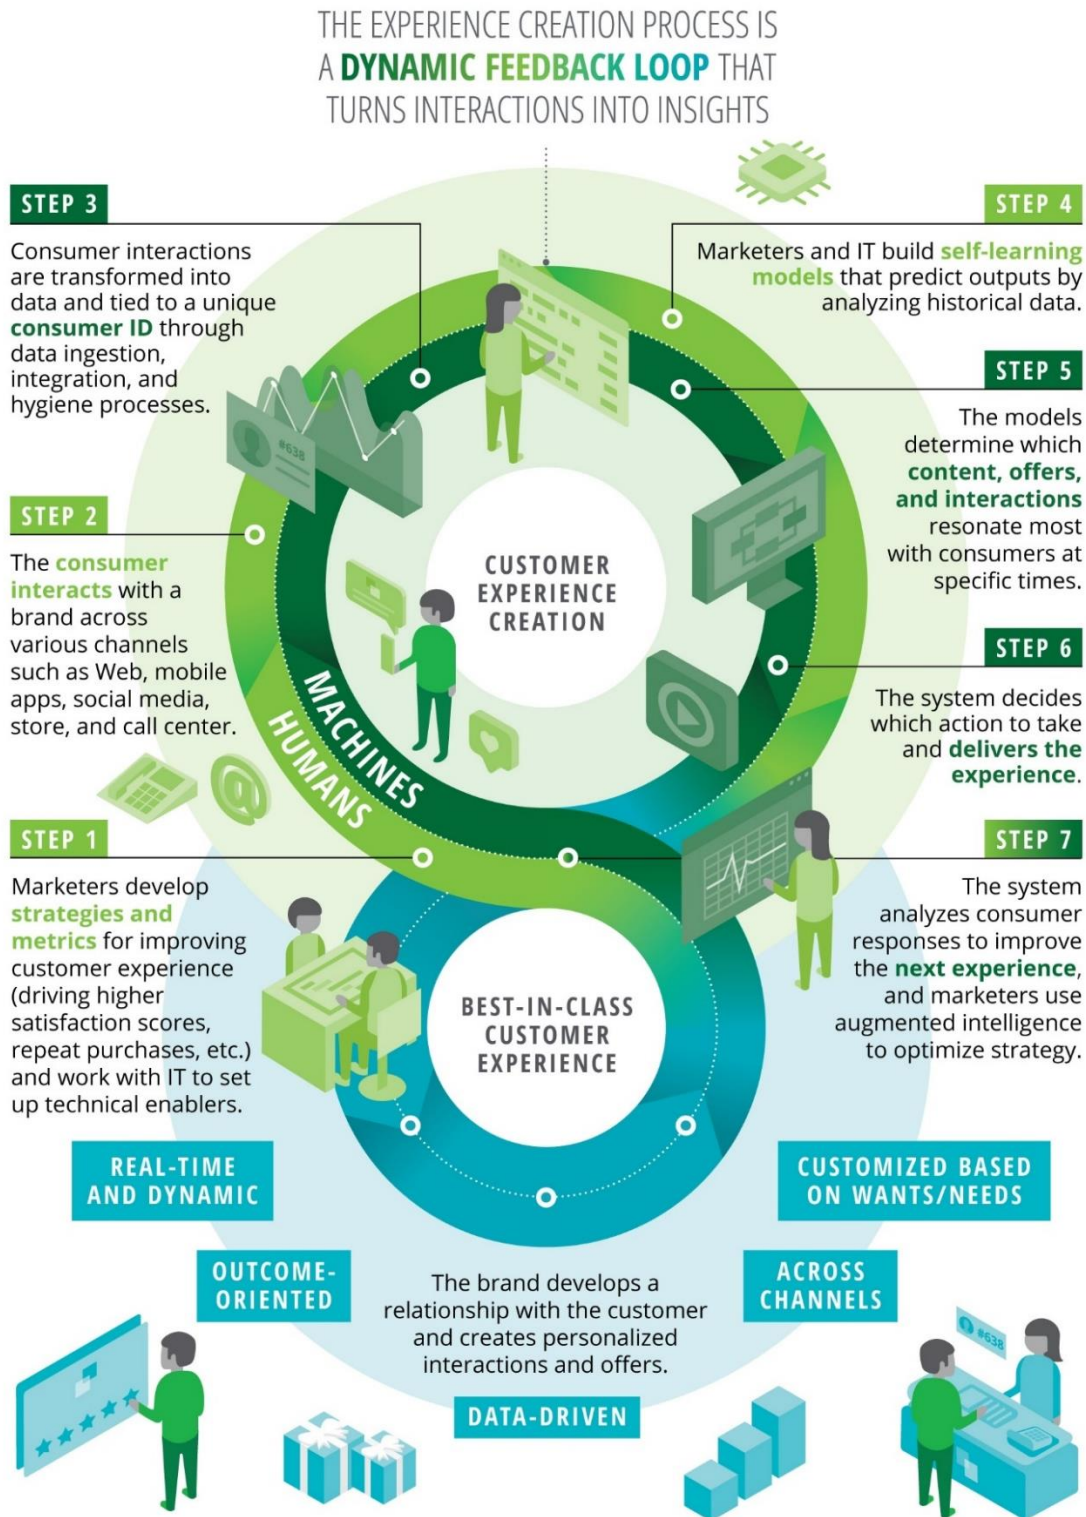 THE EXPERIENCE CREATION PROCESS IS
A DYNAMIC FEEDBACK LOOP THAT
TURNS INTERACTIONS INTO INSIGHTS
STEP 3
Consumer interactions
are transformed into
data and tied to a unique
consumer ID through
data ingestion,
integration, and
hygiene processes.
STEP 4
Marketers and IT build self-learning
models that predict outputs by
analyzing historical data.
STEP 5
The models
determine which
content, offers,
and interactions
resonate most
with consumers at
specific times.
#638
STEP 2
The consumer
interacts with a
brand across
various channels
such as Web, mobile
apps, social media,
store, and call center.
CUSTOMER
EXPERIENCE
CREATION
STEP 6
The system decides
which action to take
and delivers the
experience.
MACHINES
HUMANS
@
STEP 1
Marketers develop
strategies and
metrics for improving
customer experience
(driving higher
satisfaction scores,
repeat purchases, etc.)
and work with IT to set
up technical enablers.
STEP 7
The system
analyzes consumer
responses to improve
the next experience,
and marketers use
augmented intelligence
to optimize strategy.
BEST-IN-CLASS
CUSTOMER
EXPERIENCE
REAL-TIME
AND DYNAMIC
CUSTOMIZED BASED
ON WANTS/NEEDS
OUTCOME-
ORIENTED
The brand develops a
relationship with the customer
and creates personalized
interactions and offers.
ACROSS
CHANNELS
#638
DATA-DRIVEN